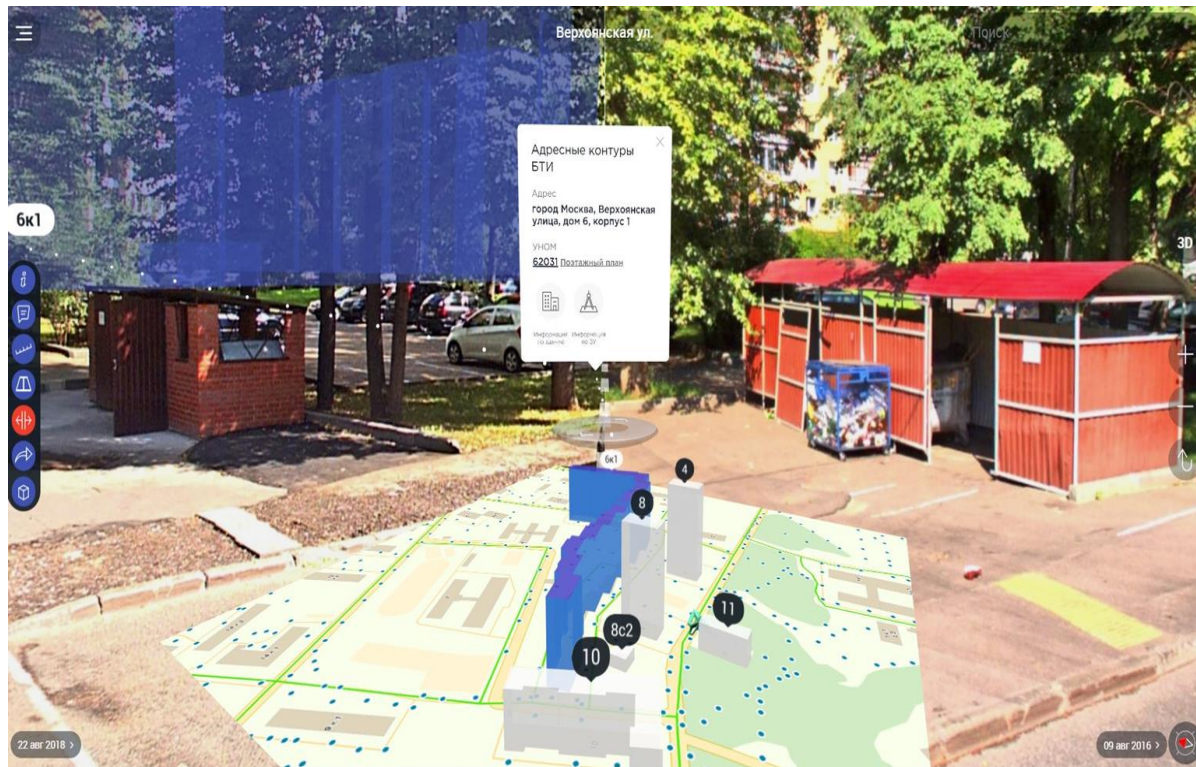 Верхоянская ул.
Поиск
Адресные контуры
БТИ
Адрес
город Москва, Верхоянская
улица, дом 6, корпус 1
УНОМ
62031 Поэтажный план
Информация Информация
по зданию по ЗУ
6к1
3D
6к1
4
8
11
8с2
10
22 авг 2018 >
09 авг 2016 >